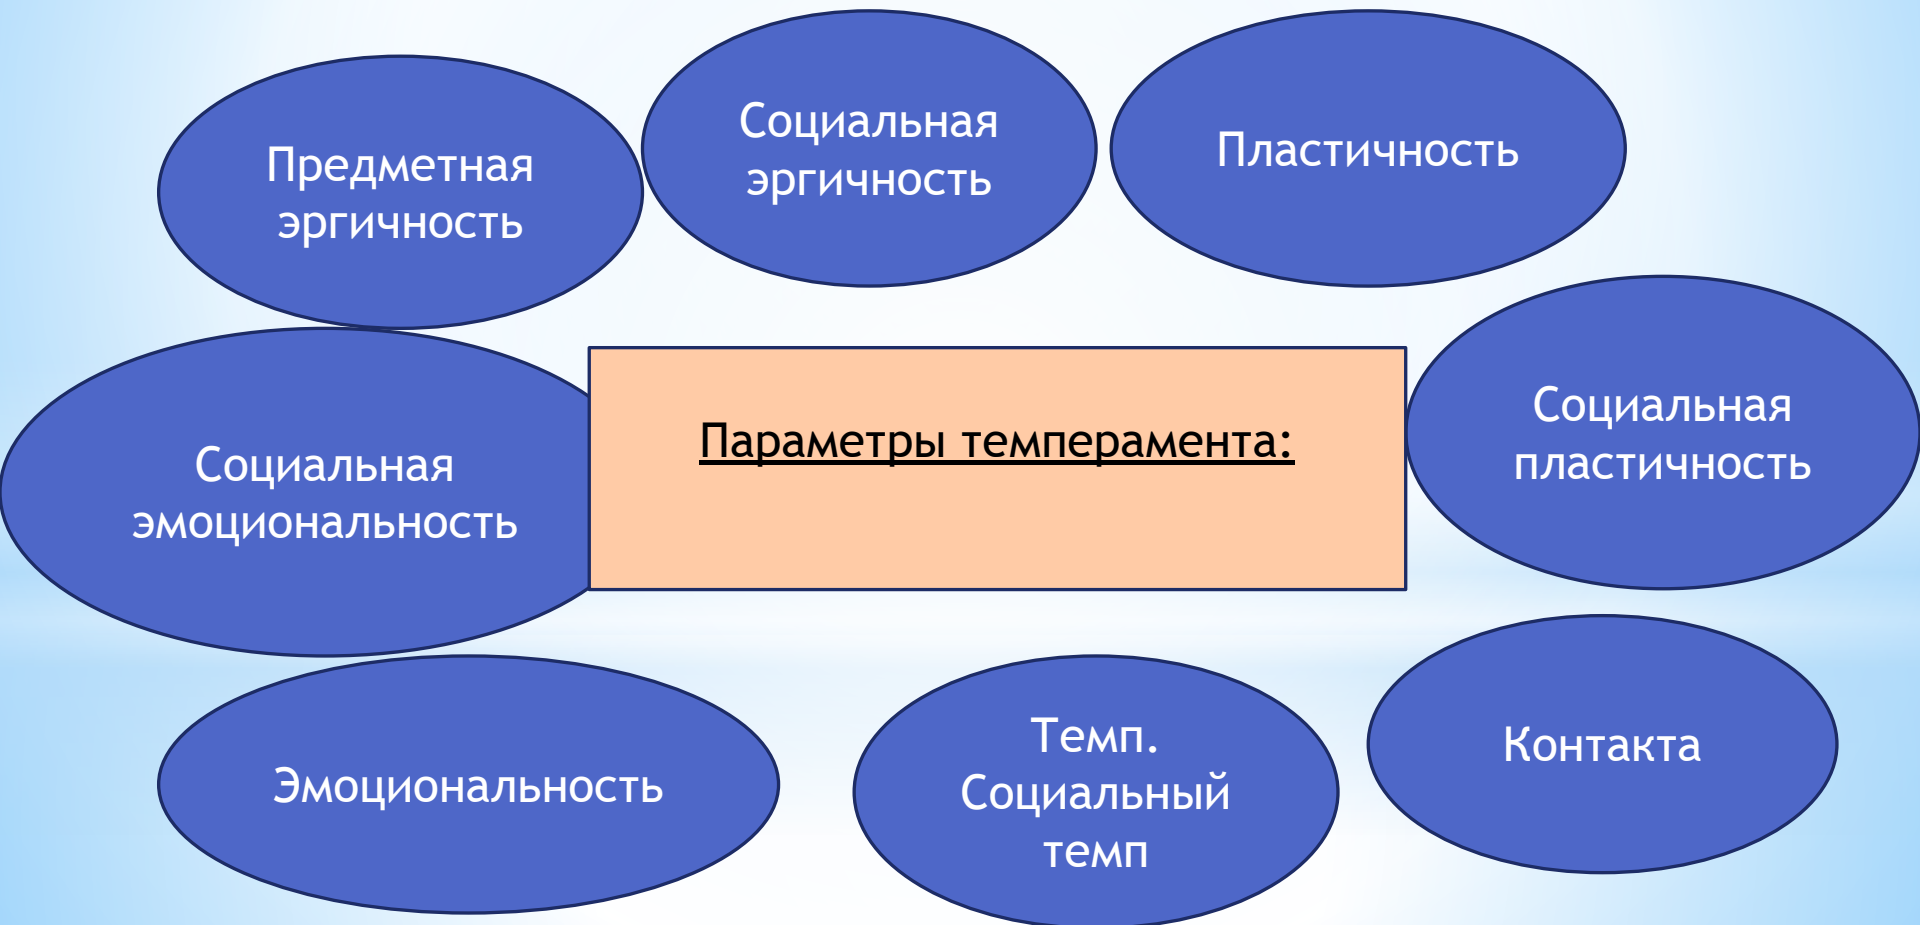 Предметная
эргичность
Социальная
эргичность
Пластичность
Социальная
эмоциональность
Параметры темперамента:
Социальная
пластичность
Эмоциональность
Темп.
Социальный
темп
Контакта